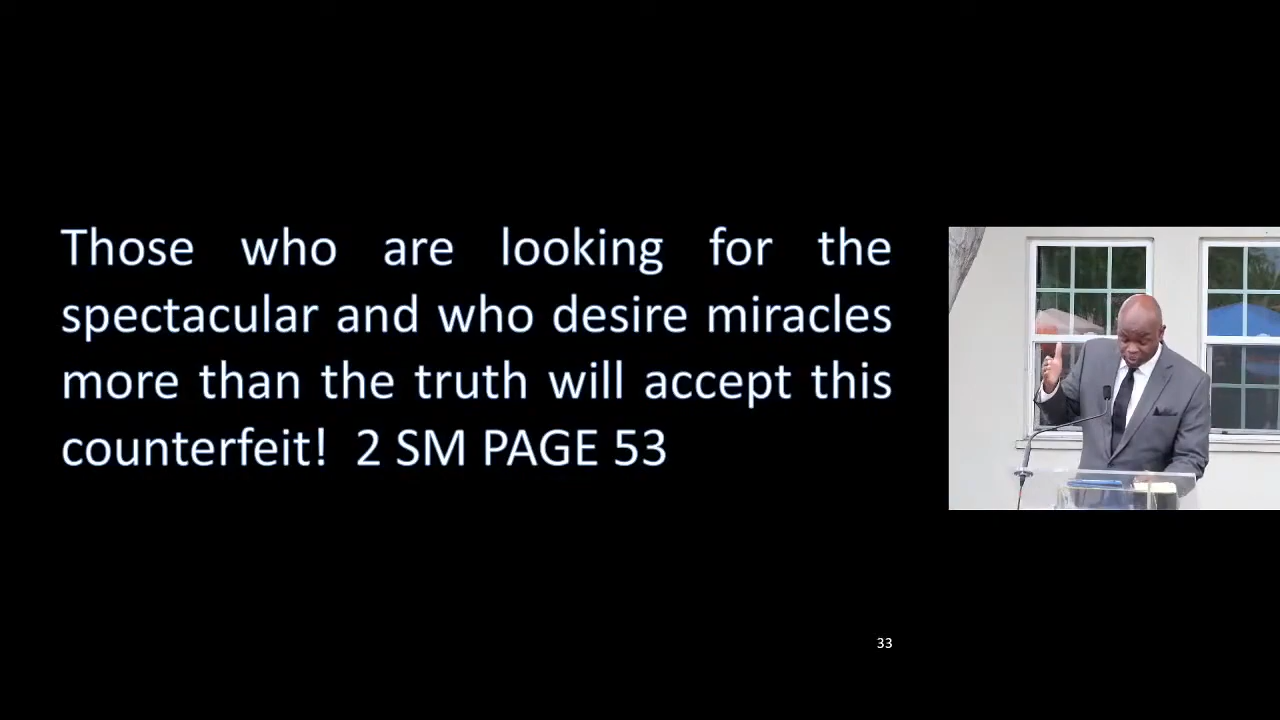 Those who are looking for the
spectacular and who desire miracles
more than the truth will accept this
counterfeit! 2 SM PAGE 53
33